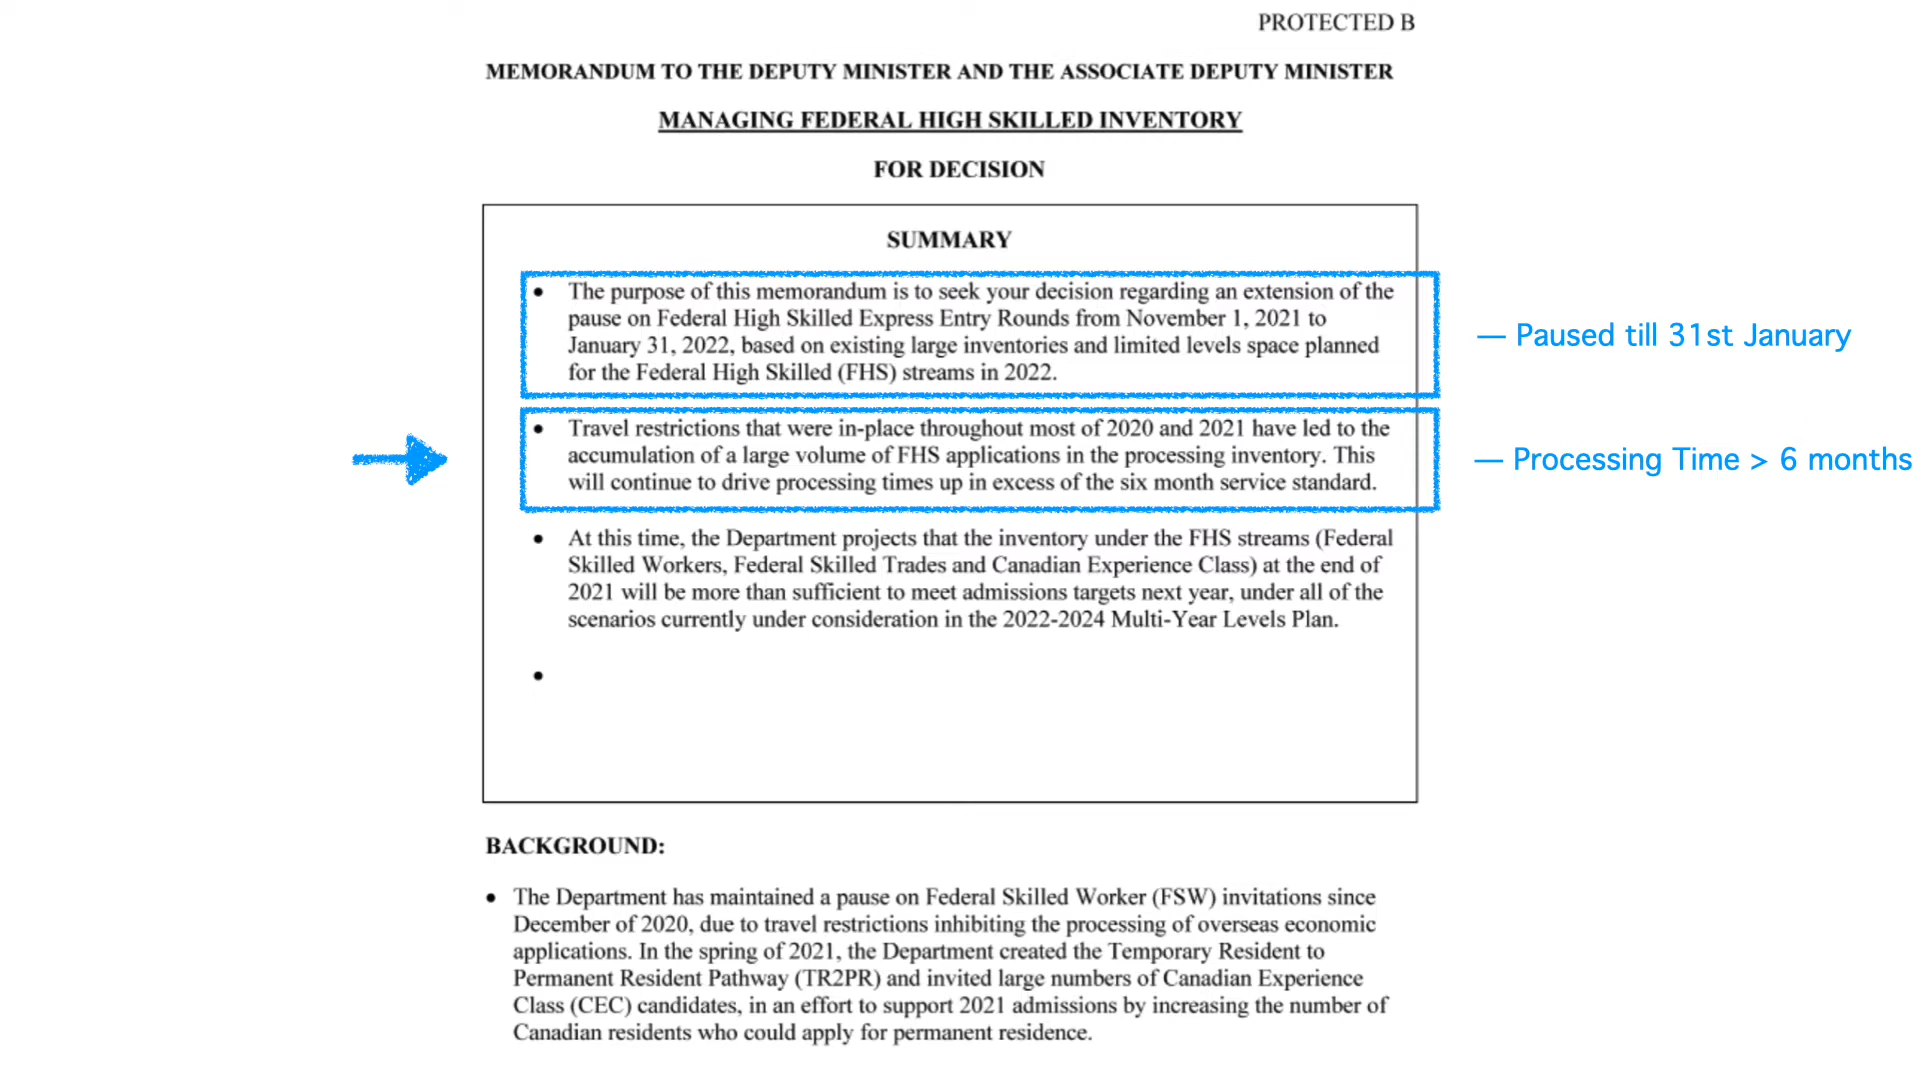 PROTECTED B
MEMORANDUM TO THE DEPUTY MINISTER AND THE ASSOCIATE DEPUTY MINISTER
MANAGING FEDERAL HIGH SKILLED INVENTORY
FOR DECISION
SUMMARY
• The purpose of this memorandum is to seek your decision regarding an extension of the
pause on Federal High Skilled Express Entry Rounds from November 1, 2021 to
January 31, 2022, based on existing large inventories and limited levels space planned
for the Federal High Skilled (FHS) streams in 2022.
— Paused till 31st January
• Travel restrictions that were in-place throughout most of 2020 and 2021 have led to the
accumulation of a large volume of FHS applications in the processing inventory. This
will continue to drive processing times up in excess of the six month service standard.
— Processing Time > 6 months
• At this time, the Department projects that the inventory under the FHS streams (Federal
Skilled Workers, Federal Skilled Trades and Canadian Experience Class) at the end of
2021 will be more than sufficient to meet admissions targets next year, under all of the
scenarios currently under consideration in the 2022-2024 Multi-Year Levels Plan.
•
BACKGROUND:
• The Department has maintained a pause on Federal Skilled Worker (FSW) invitations since
December of 2020, due to travel restrictions inhibiting the processing of overseas economic
applications. In the spring of 2021, the Department created the Temporary Resident to
Permanent Resident Pathway (TR2PR) and invited large numbers of Canadian Experience
Class (CEC) candidates, in an effort to support 2021 admissions by increasing the number of
Canadian residents who could apply for permanent residence.